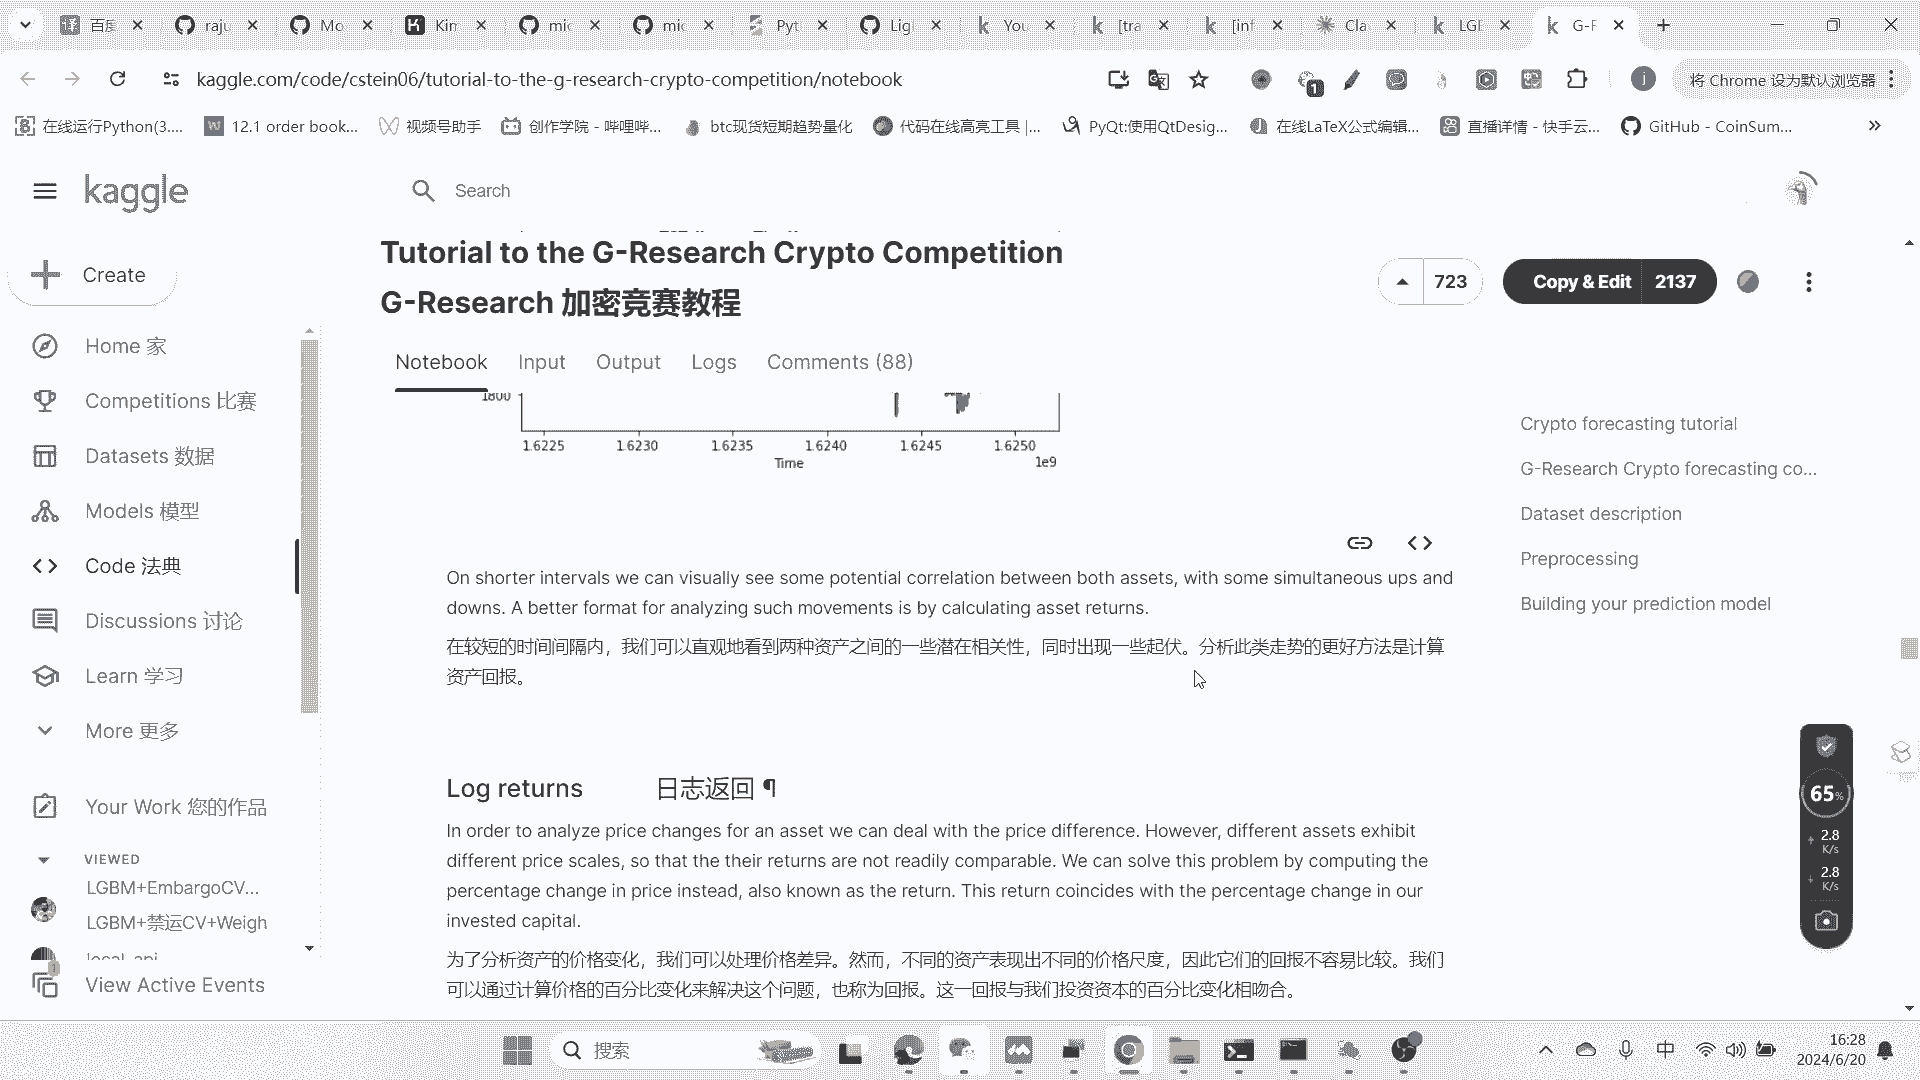 百度
raju
Mo
Kim
mic
mic
Pyt
Ligl
You
[tra
[inf
Cla
LGE
G-F
kaggle.com/code/cstein06/tutorial-to-the-g-research-crypto-competition/notebook
1
j
将 Chrome 设为默认浏览器
在线运行Python(3....
12.1 order book...
视频号助手
创作学院 - 哔哩哔...
btc现货短期趋势量化
代码在线高亮工具 |...
PyQt:使用QtDesig...
在线LaTeX公式编辑...
直播详情 - 快手云...
GitHub - CoinSum...
kaggle
Search
Create
Home 家
Competitions 比赛
Datasets 数据
Models 模型
Code 法典
Discussions 讨论
Learn 学习
More 更多
Your Work 您的作品
VIEWED
LGBM+EmbargoCV...
LGBM+禁运CV+Weigh
local_api
1
View Active Events
Tutorial to the G-Research Crypto Competition
G-Research 加密竞赛教程
723
Copy & Edit 2137
Notebook Input Output Logs Comments (88)
1800
1.6225 1.6230 1.6235 1.6240 1.6245 1.6250
Time
1e9
On shorter intervals we can visually see some potential correlation between both assets, with some simultaneous ups and
downs. A better format for analyzing such movements is by calculating asset returns.
在较短的时间间隔内，我们可以直观地看到两种资产之间的一些潜在相关性，同时出现一些起伏。分析此类走势的更好方法是计算
资产回报。
Log returns 日志返回 ¶
In order to analyze price changes for an asset we can deal with the price difference. However, different assets exhibit
different price scales, so that the their returns are not readily comparable. We can solve this problem by computing the
percentage change in price instead, also known as the return. This return coincides with the percentage change in our
invested capital.
为了分析资产的价格变化，我们可以处理价格差异。然而，不同的资产表现出不同的价格尺度，因此它们的回报不容易比较。我们
可以通过计算价格的百分比变化来解决这个问题，也称为回报。这一回报与我们投资资本的百分比变化相吻合。
Crypto forecasting tutorial
G-Research Crypto forecasting co...
Dataset description
Preprocessing
Building your prediction model
65%
2.8
K/s
2.8
K/s
搜索
中
16:28
2024/6/20